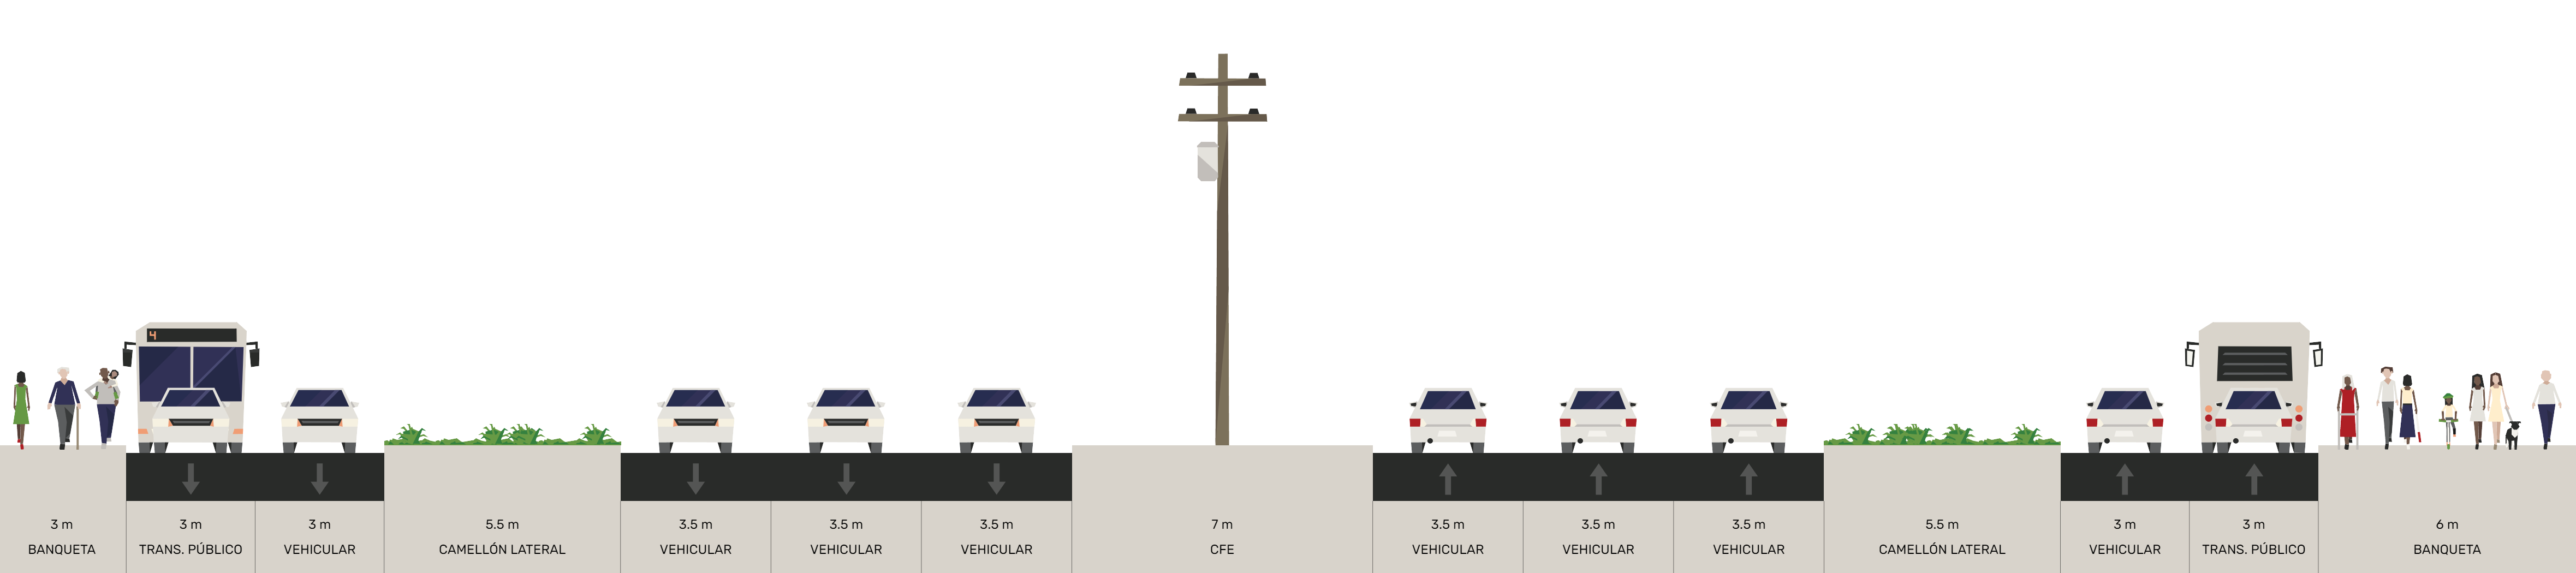 4
3 m
BANQUETA
3 m
TRANS. PÚBLICO
3 m
VEHICULAR
5.5 m
CAMELLÓN LATERAL
3.5 m
VEHICULAR
3.5 m
VEHICULAR
3.5 m
VEHICULAR
7 m
CFE
3.5 m
VEHICULAR
3.5 m
VEHICULAR
3.5 m
VEHICULAR
5.5 m
CAMELLÓN LATERAL
3 m
VEHICULAR
3 m
TRANS. PÚBLICO
6 m
BANQUETA